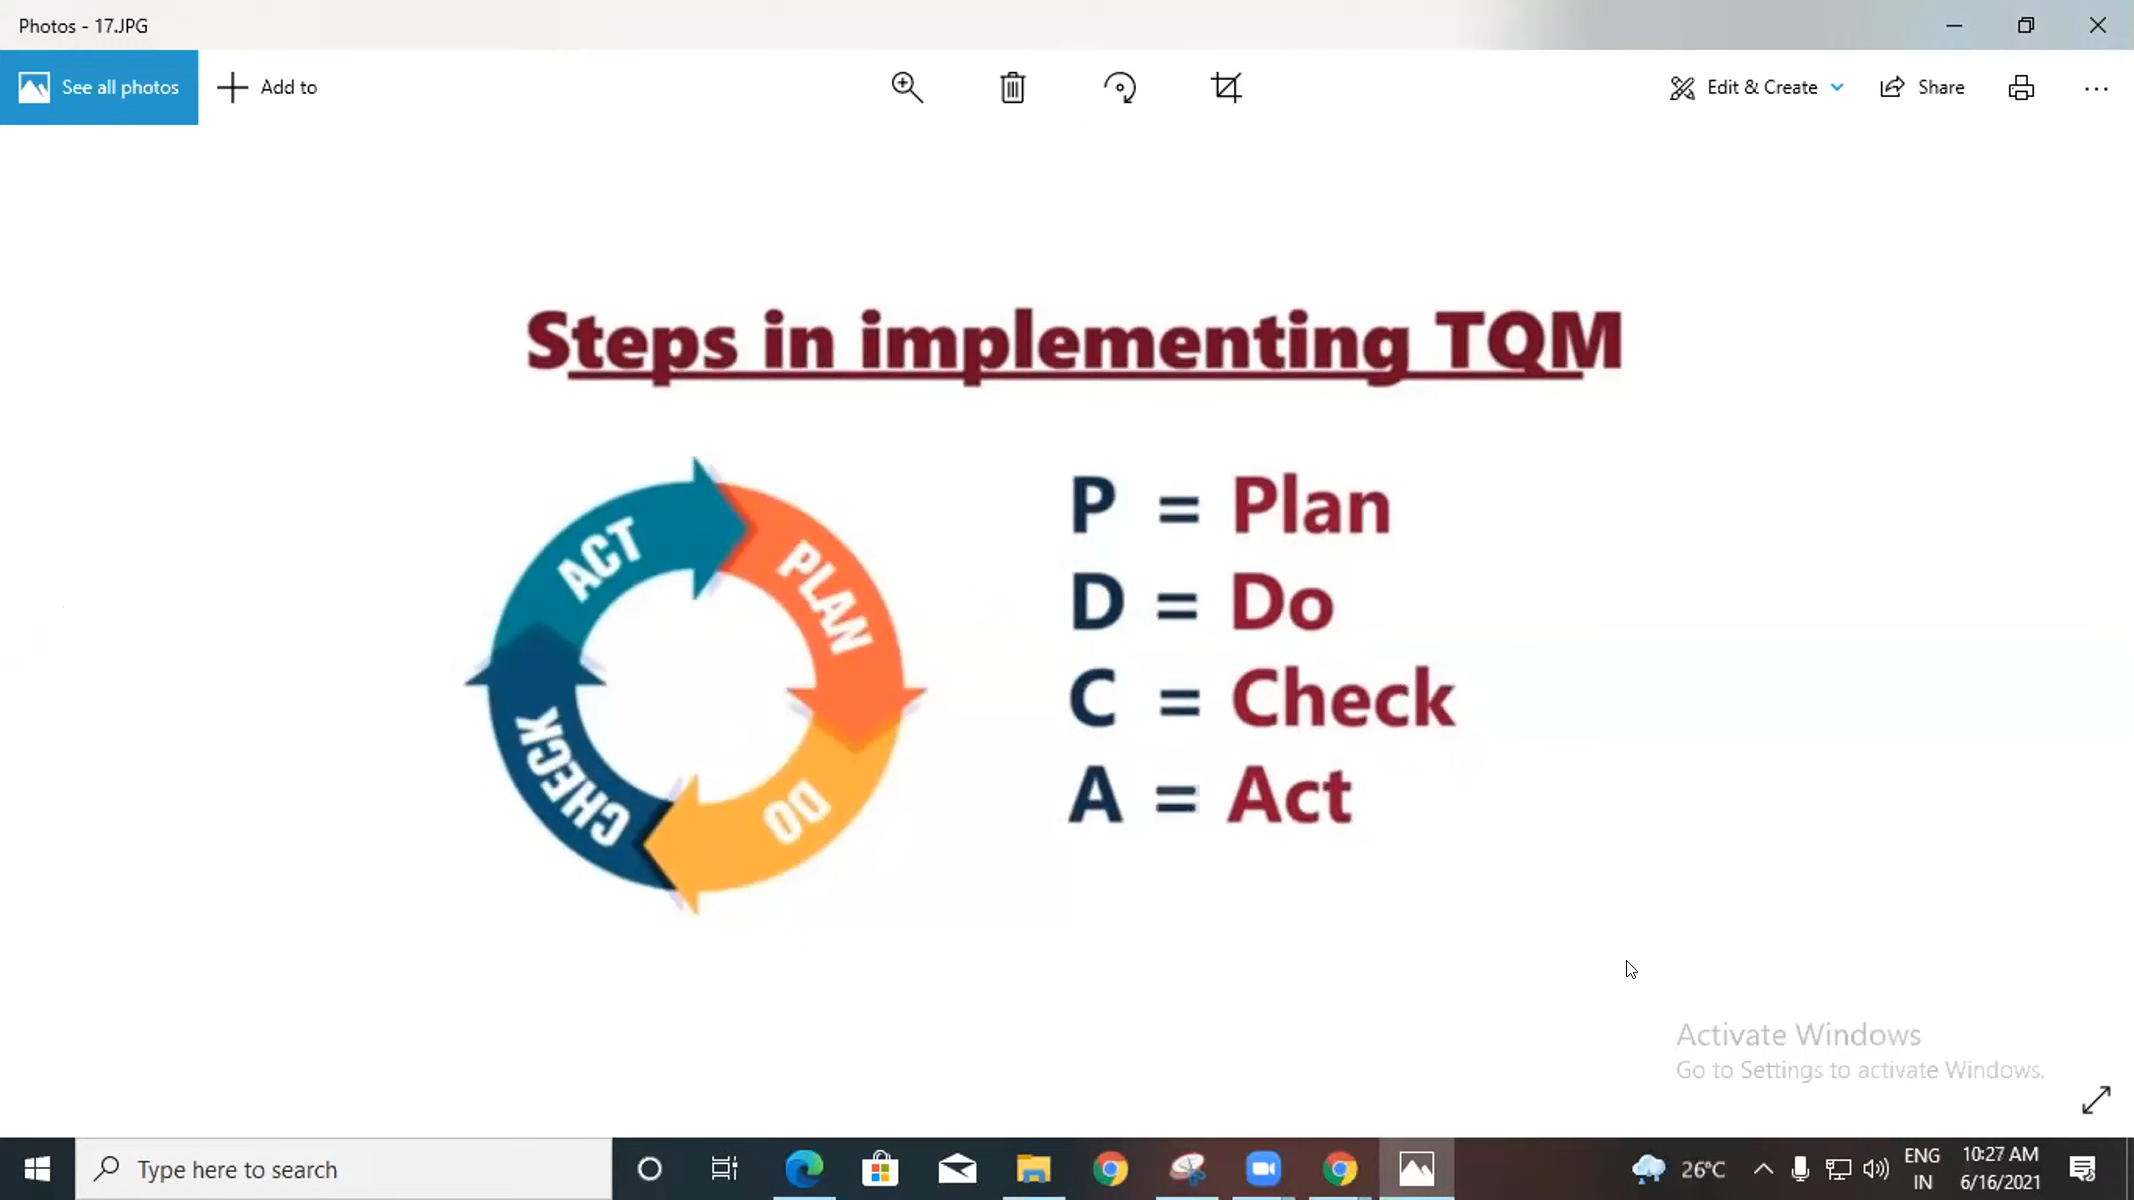 Photos - 17.JPG
See all photos
Add to
Edit & Create
Share
Steps in implementing TQM
ACT
PLAN
DO
CHECK
P = Plan
D = Do
C = Check
A = Act
Activate Windows
Go to Settings to activate Windows.
Type here to search
26°C
ENG
IN
10:27 AM
6/16/2021